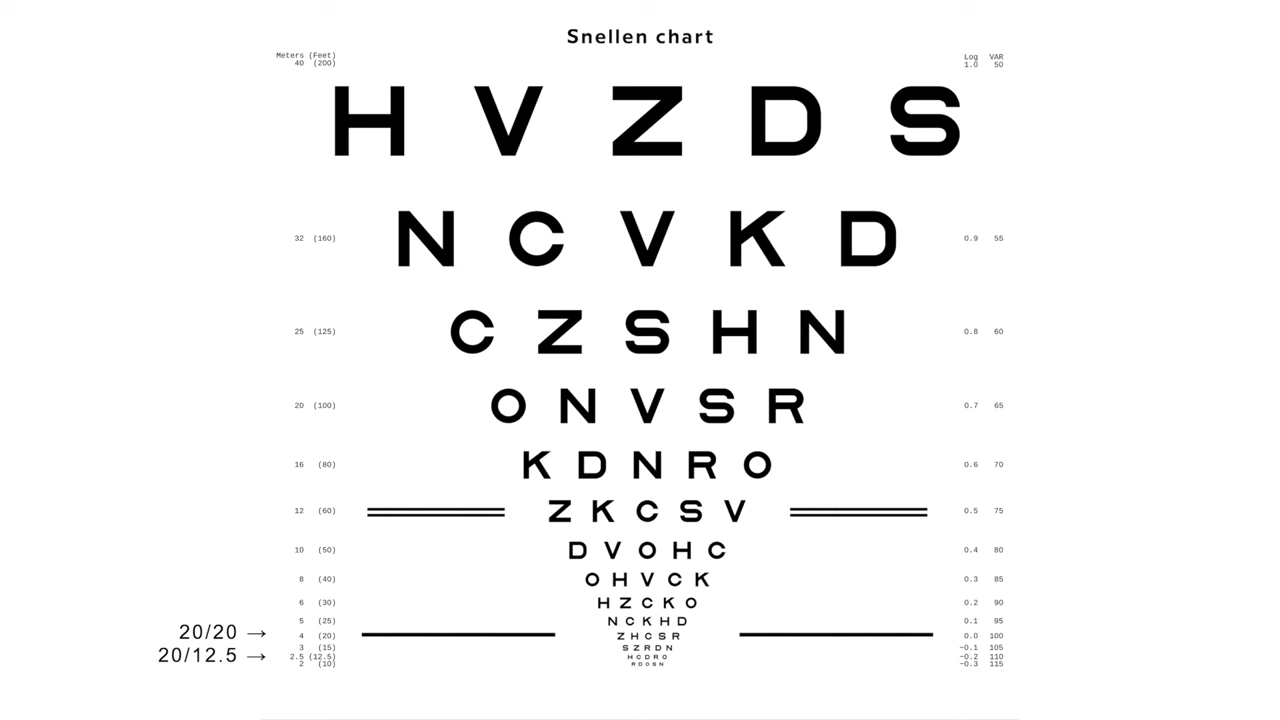 Snellen chart
Meters (Feet) Log VAR
40 (200) 1.0 50
H V Z D S
32 (160) N C V K D 0.9 55
25 (125) C Z S H N 0.8 60
20 (100) O N V S R 0.7 65
16 (80) K D N R O 0.6 70
12 (60) Z K C S V 0.5 75
10 (50) D V O H C 0.4 80
8 (40) O H V C K 0.3 85
6 (30) H Z C K O 0.2 90
5 (25) N C K H D 0.1 95
20/20 → 4 (20) Z H C S R 0.0 100
3 (15) S Z R D N −0.1 105
20/12.5 → 2.5 (12.5) H C D R O −0.2 110
2 (10) R D O S N −0.3 115